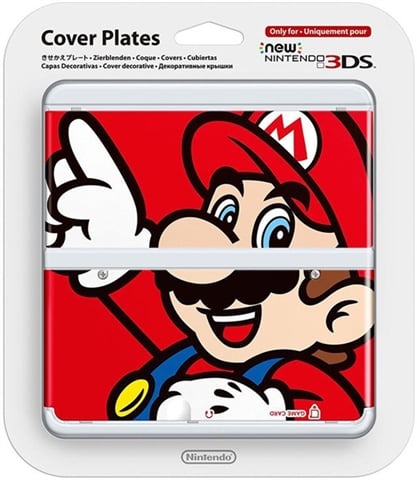 Cover Plates
きせかえプレート • Zierblenden • Coque • Covers • Cubiertas
Capas Decorativas • Cover decorative • Декоративные крышки
Only for • Uniquement pour
new
NINTENDO 3DS
M
GAME CARD
Nintendo